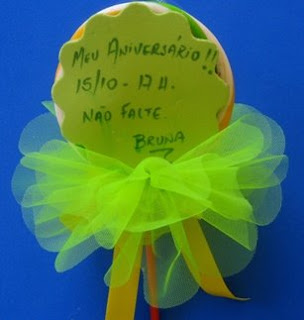 MEU ANIVERSÁRIO!!
15/10 - 17 H.
NÃO FALTE.
BRUNA